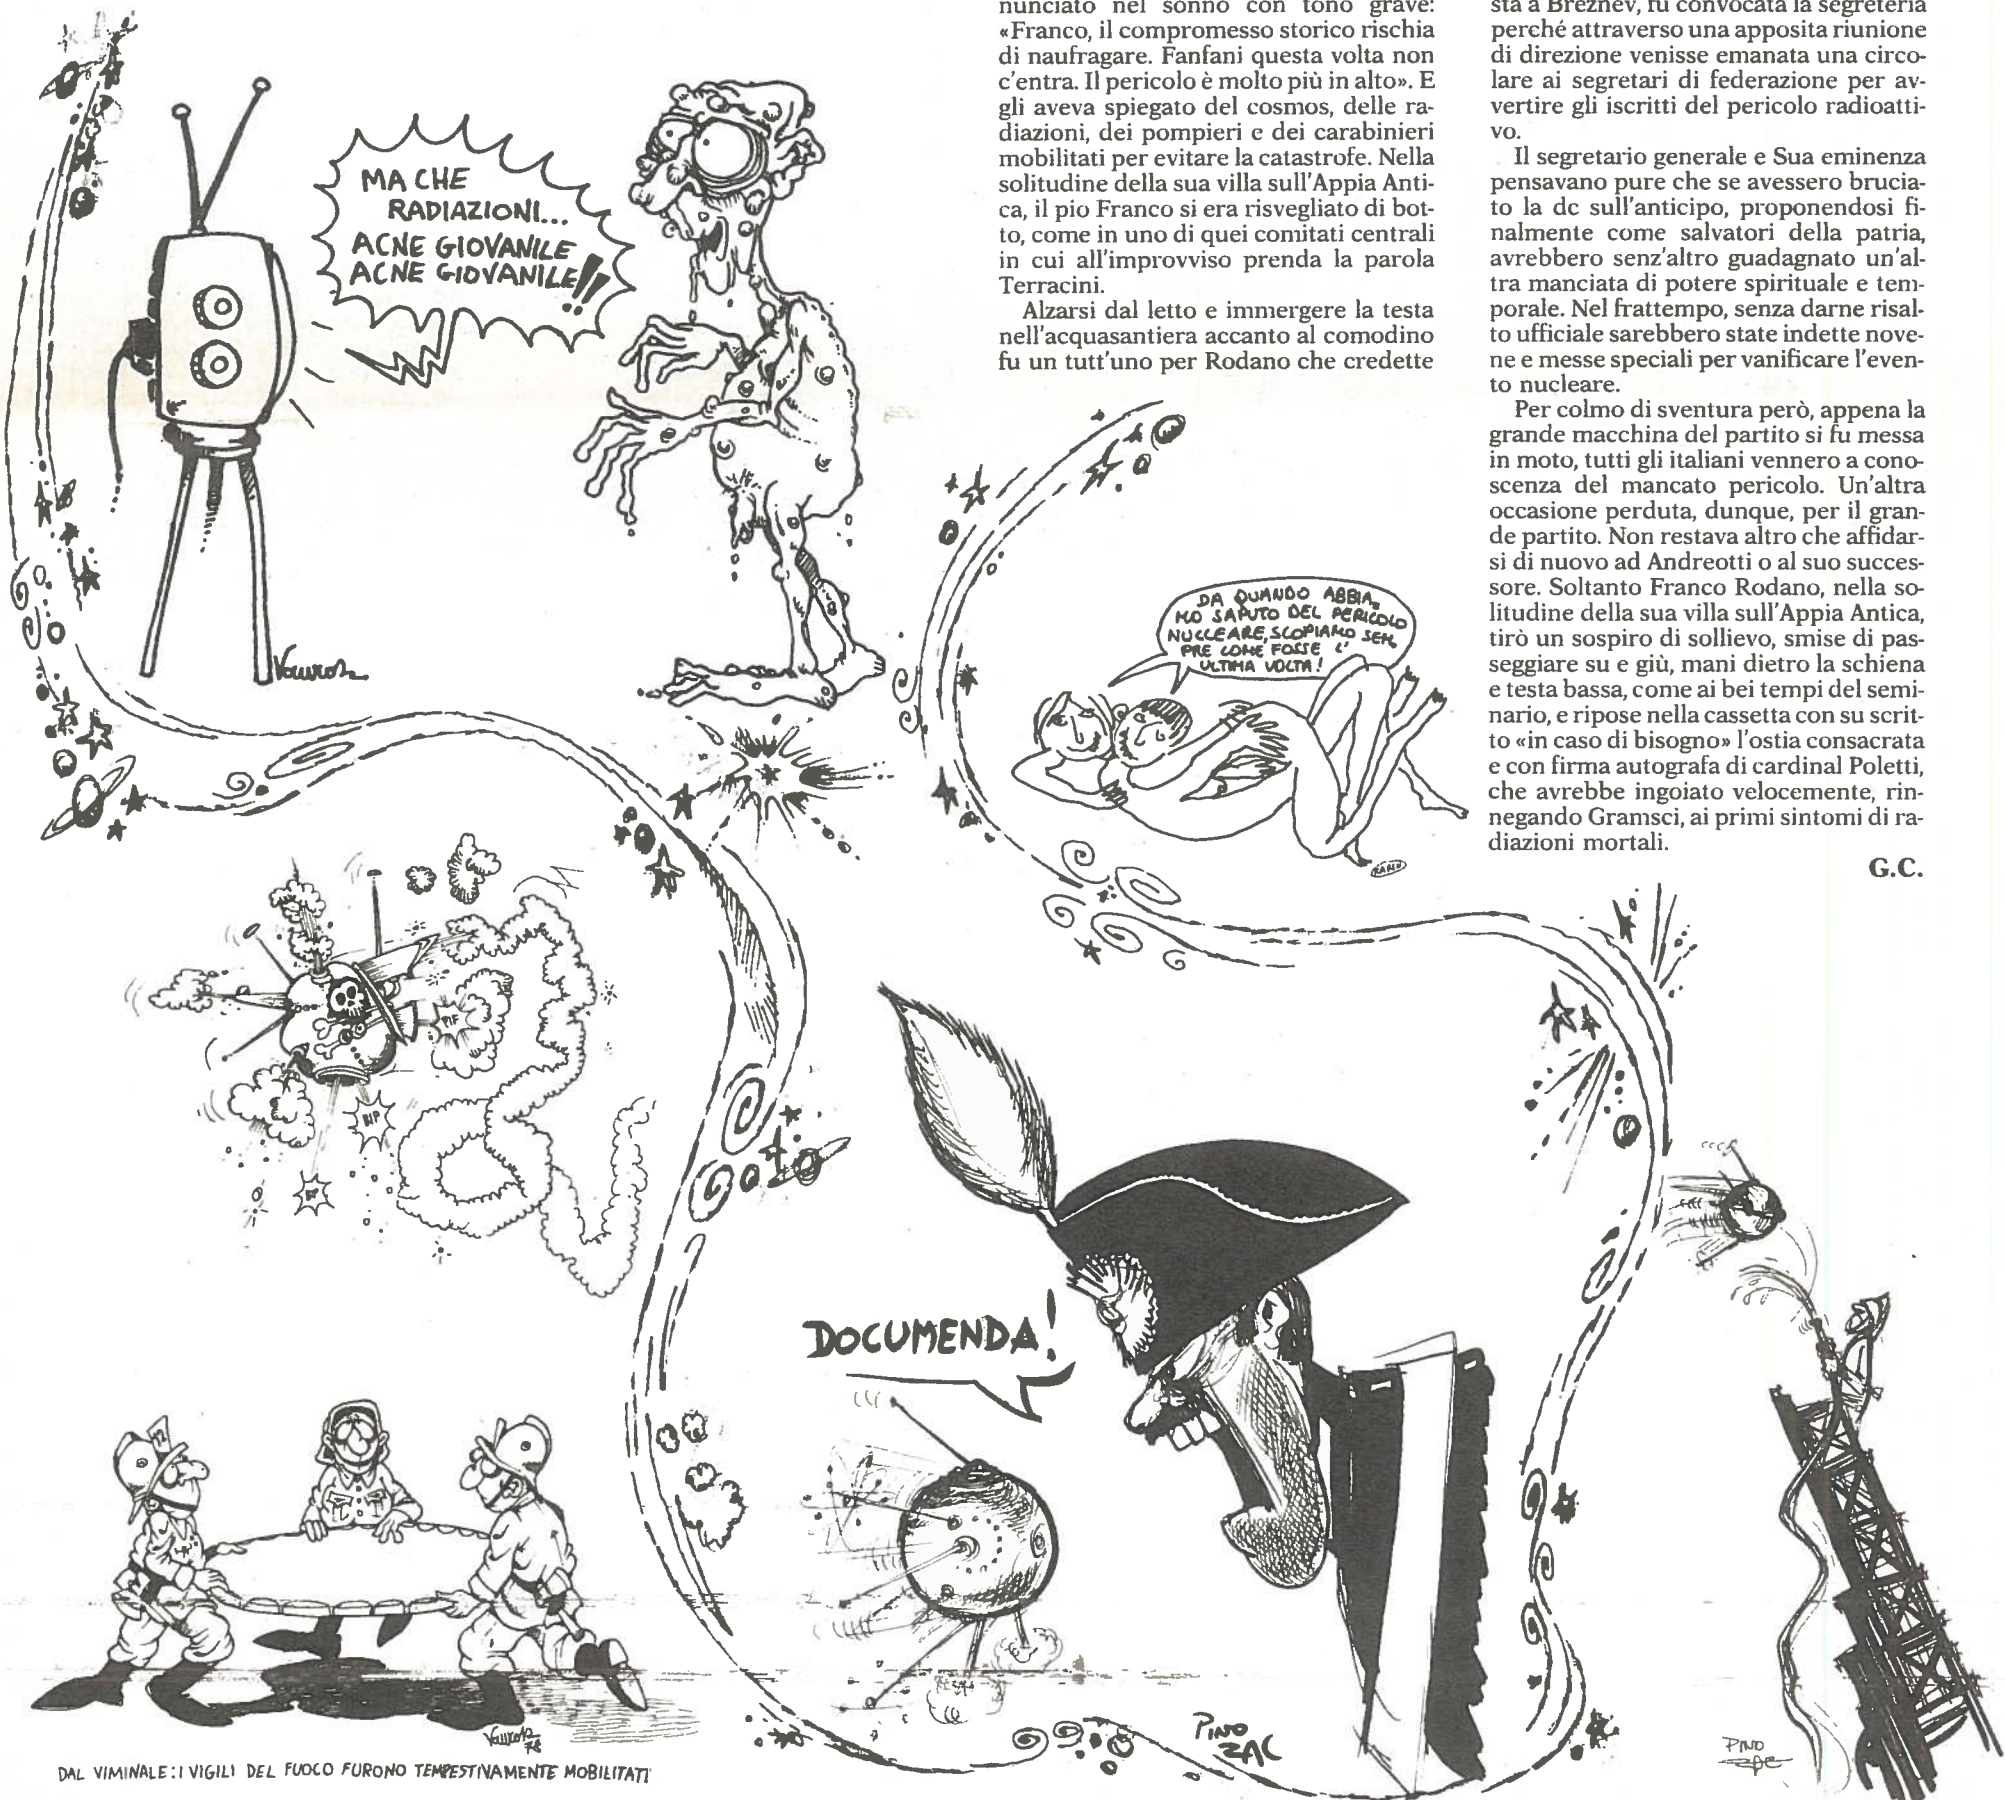 MA CHE
RADIAZIONI...
ACNE GIOVANILE
ACNE GIOVANILE!!
Vauro
nunciato nel sonno con tono grave:
«Franco, il compromesso storico rischia
di naufragare. Fanfani questa volta non
c'entra. Il pericolo è molto più in alto». E
gli aveva spiegato del cosmo, delle ra-
diazioni, dei pompieri e dei carabinieri
mobilitati per evitare la catastrofe. Nella
solitudine della sua villa sull'Appia Anti-
ca, il pio Franco si era risvegliato di bot-
to, come in uno di quei comitati centrali
in cui all'improvviso prenda la parola
Terracini.
Alzarsi dal letto e immergere la testa
nell'acquasantiera accanto al comodino
fu un tutt'uno per Rodano che credette
sta a Breznev, fu convocata la segreteria
perché attraverso una apposita riunione
di direzione venisse emanata una circo-
lare ai segretari di federazione per av-
vertire gli iscritti del pericolo radioatti-
vo.
Il segretario generale e Sua eminenza
pensavano pure che se avessero brucia-
to la dc sull'anticipo, proponendosi fi-
nalmente come salvatori della patria,
avrebbero senz'altro guadagnato un'al-
tra manciata di potere spirituale e tem-
porale. Nel frattempo, senza darne risal-
to ufficiale sarebbero state indette nove-
ne e messe speciali per vanificare l'even-
to nucleare.
Per colmo di sventura però, appena la
grande macchina del partito si fu messa
in moto, tutti gli italiani vennero a cono-
scenza del mancato pericolo. Un'altra
occasione perduta, dunque, per il gran-
de partito. Non restava altro che affidar-
si di nuovo ad Andreotti o al suo succes-
sore. Soltanto Franco Rodano, nella so-
litudine della sua villa sull'Appia Antica,
tirò un sospiro di sollievo, smise di pas-
seggiare su e giù, mani dietro la schiena
e testa bassa, come ai bei tempi del semi-
nario, e ripose nella cassetta con su scrit-
to «in caso di bisogno» l'ostia consacrata
e con firma autografa di cardinal Poletti,
che avrebbe ingoiato velocemente, rin-
negando Gramsci, ai primi sintomi di ra-
diazioni mortali.
G.C.
DA QUANDO ABBIA-
MO SAPUTO DEL PERICOLO
NUCLEARE, SCOPIAMO SEM-
PRE COME FOSSE L'
ULTIMA VOLTA!
PIF
BIP
DOCUMENDA!
PINO
ZAC
PINO
ZAC
Vauro
78
DAL VIMINALE: I VIGILI DEL FUOCO FURONO TEMPESTIVAMENTE MOBILITATI